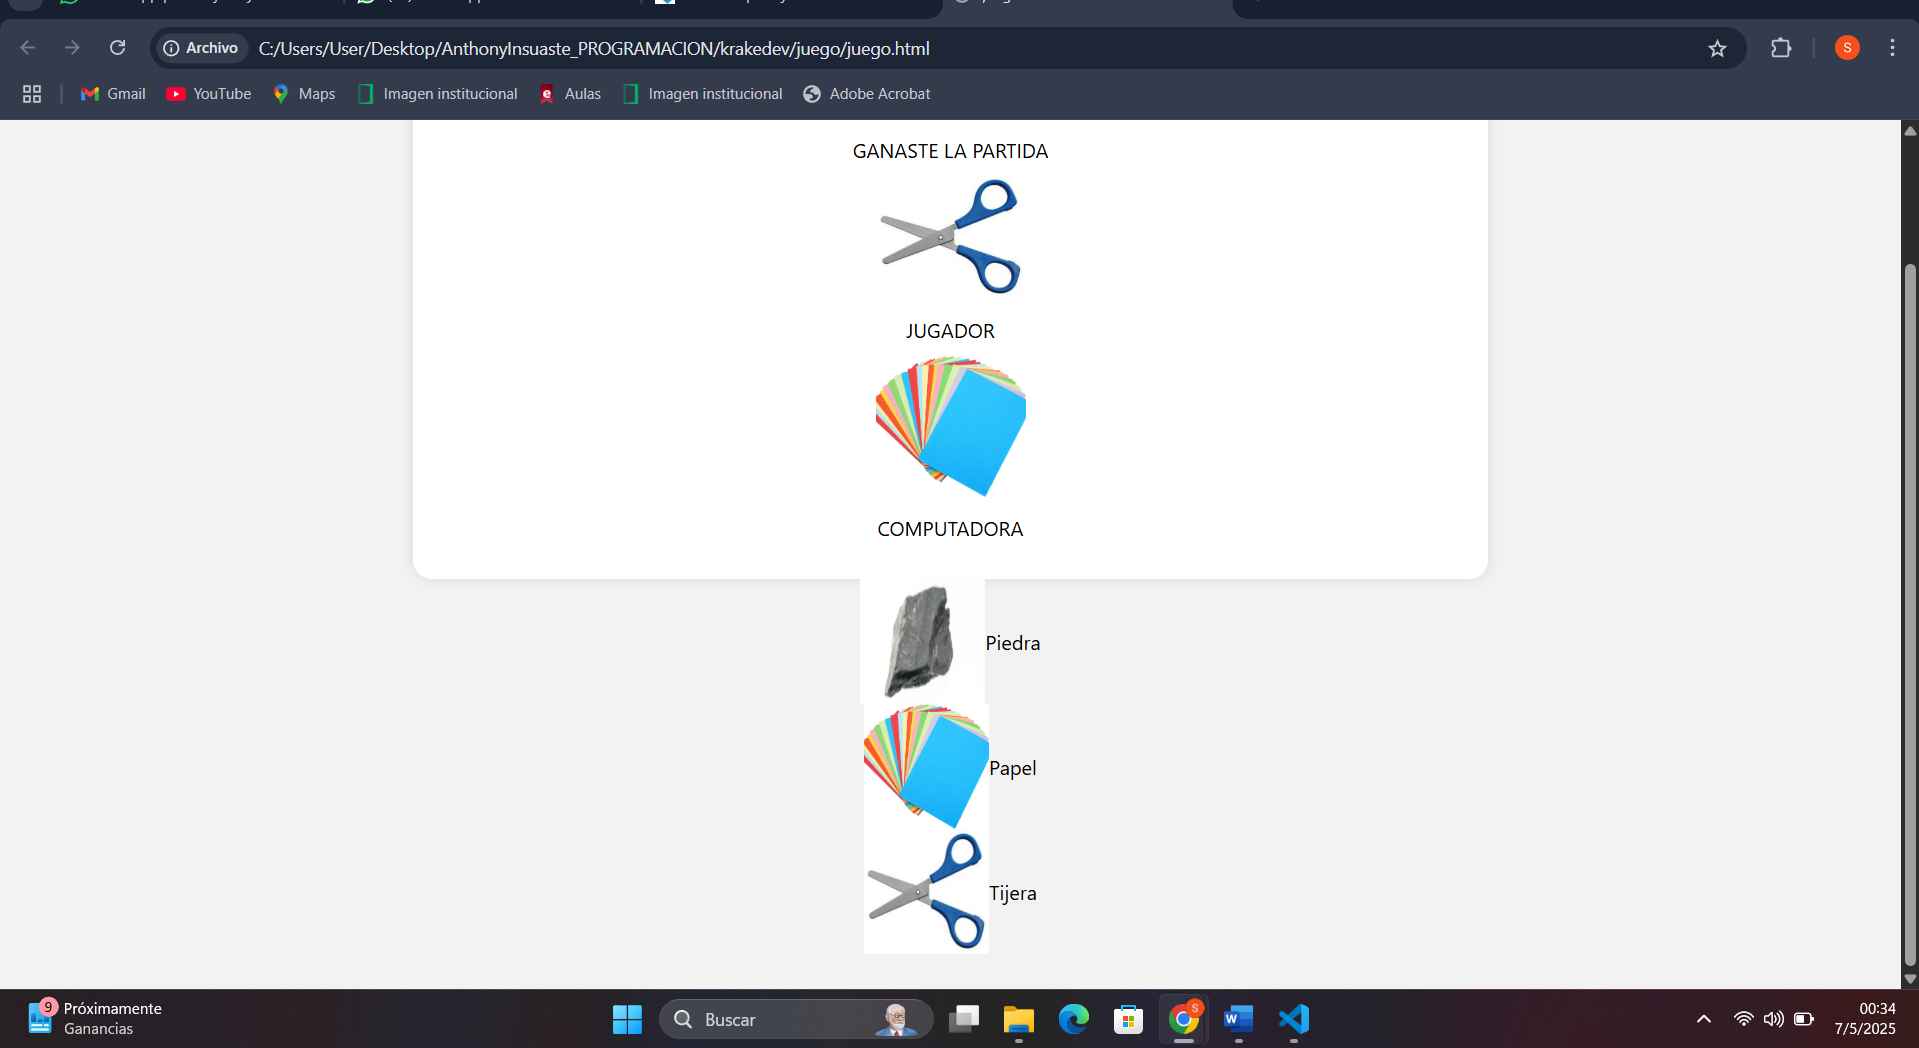 Archivo C:/Users/User/Desktop/AnthonyInsuaste_PROGRAMACION/krakedev/juego/juego.html S
Gmail YouTube Maps Imagen institucional Aulas Imagen institucional Adobe Acrobat
GANASTE LA PARTIDA
JUGADOR
COMPUTADORA
Piedra
Papel
Tijera
9 Próximamente
Ganancias
Buscar
S
W
00:34
7/5/2025